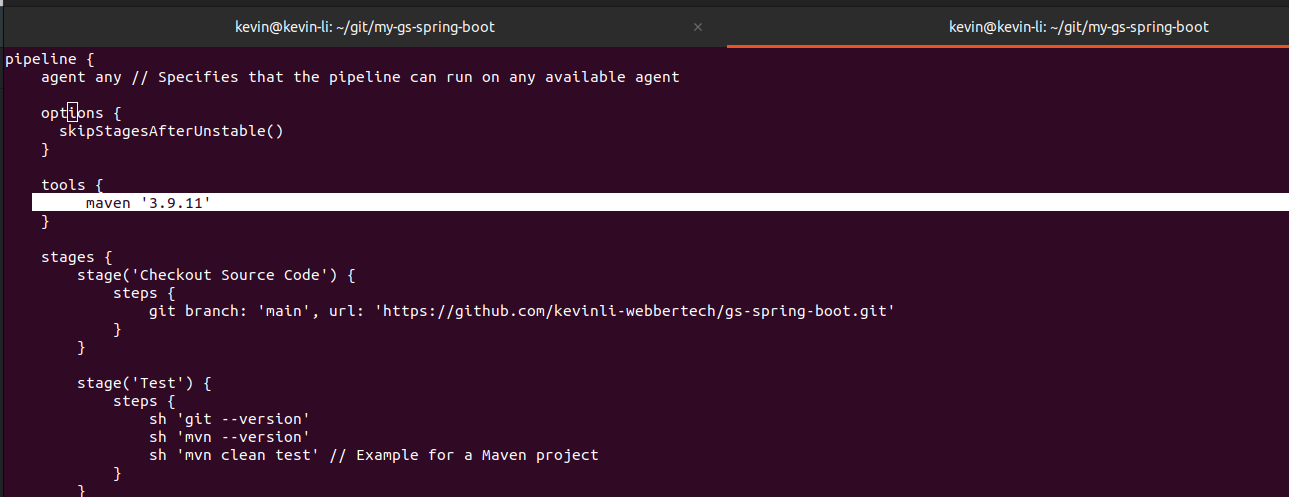 kevin@kevin-li: ~/git/my-gs-spring-boot × kevin@kevin-li: ~/git/my-gs-spring-boot
pipeline {
    agent any // Specifies that the pipeline can run on any available agent

    options {
      skipStagesAfterUnstable()
    }

    tools {
         maven '3.9.11'
    }

    stages {
        stage('Checkout Source Code') {
            steps {
                git branch: 'main', url: 'https://github.com/kevinli-webbertech/gs-spring-boot.git'
            }
        }

        stage('Test') {
            steps {
                sh 'git --version'
                sh 'mvn --version'
                sh 'mvn clean test' // Example for a Maven project
            }
        }